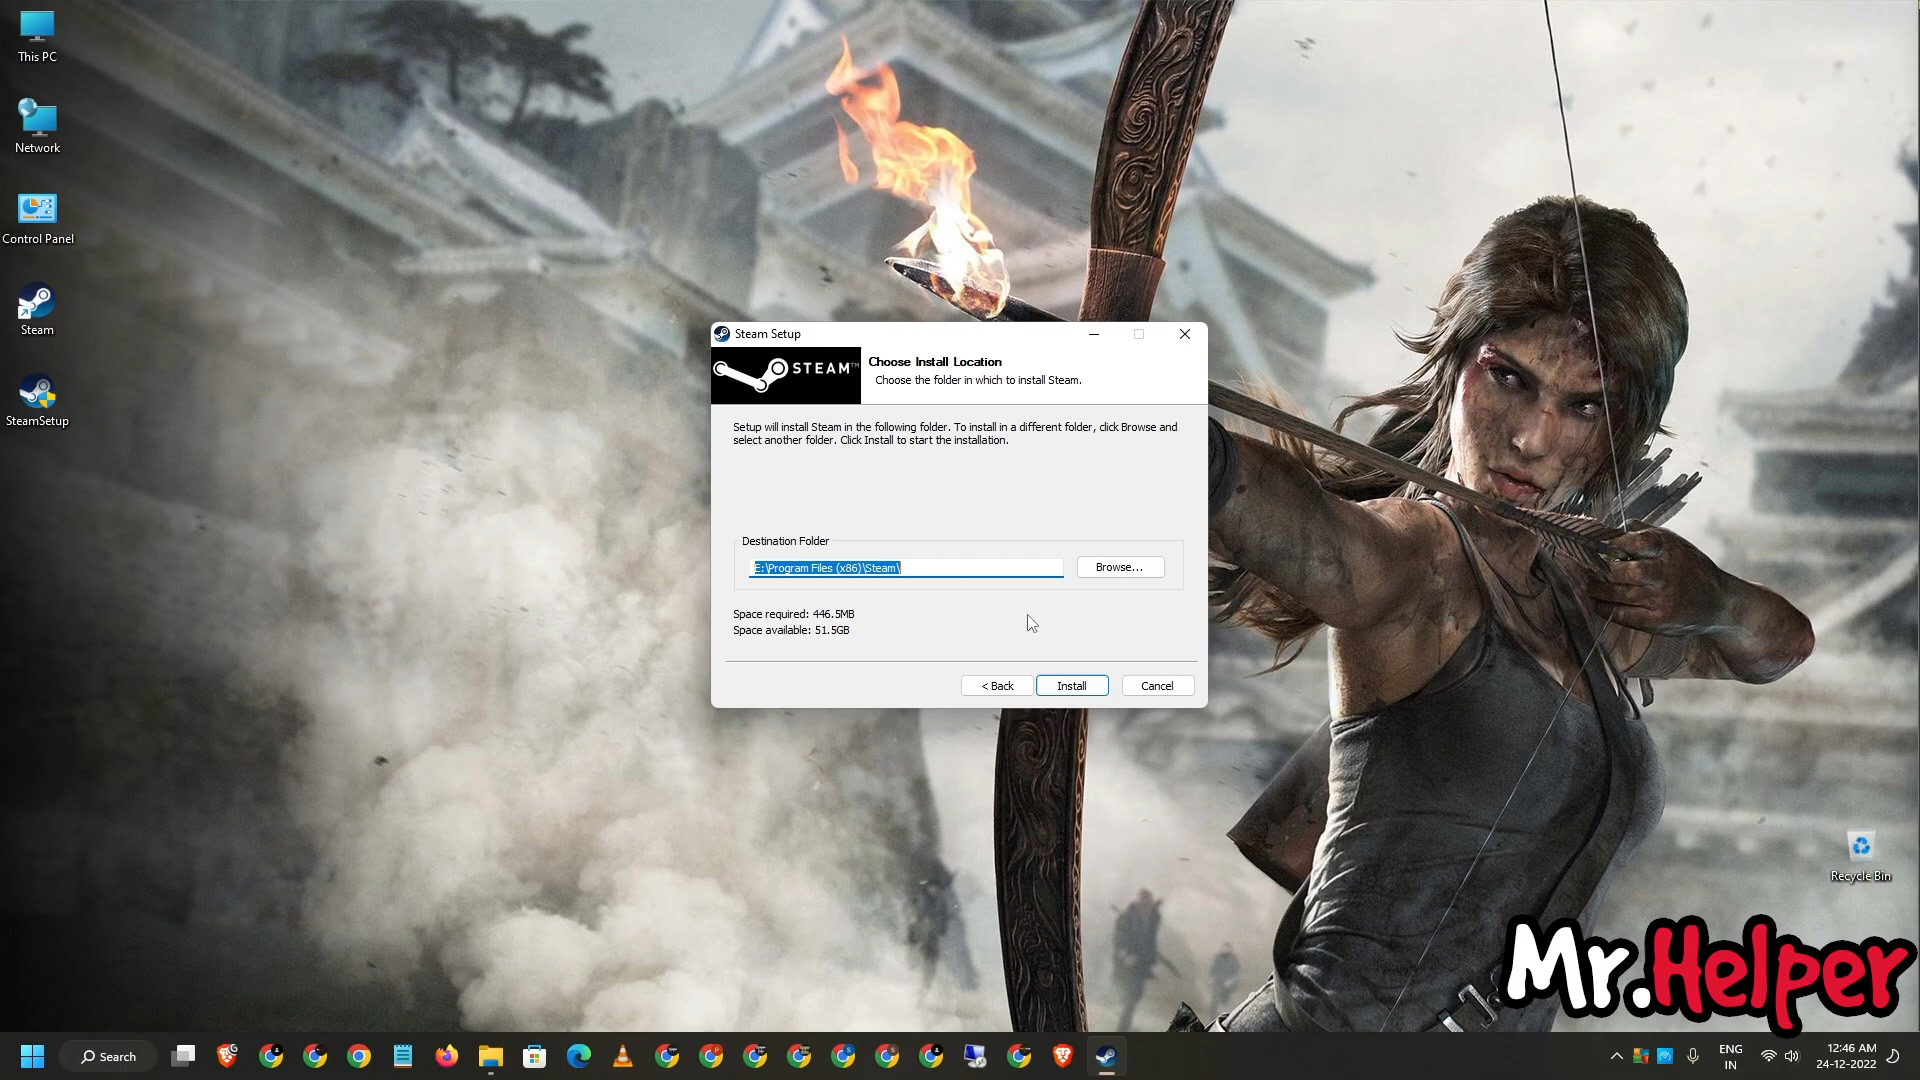 This PC
Network
Control Panel
Steam
SteamSetup
Steam Setup
STEAM™
Choose Install Location
Choose the folder in which to install Steam.
Setup will install Steam in the following folder. To install in a different folder, click Browse and
select another folder. Click Install to start the installation.
Destination Folder
E:\Program Files (x86)\Steam\
Browse...
Space required: 446.5MB
Space available: 51.5GB
< Back
Install
Cancel
Recycle Bin
Mr.Helper
Search
ENG
IN
12:46 AM
24-12-2022